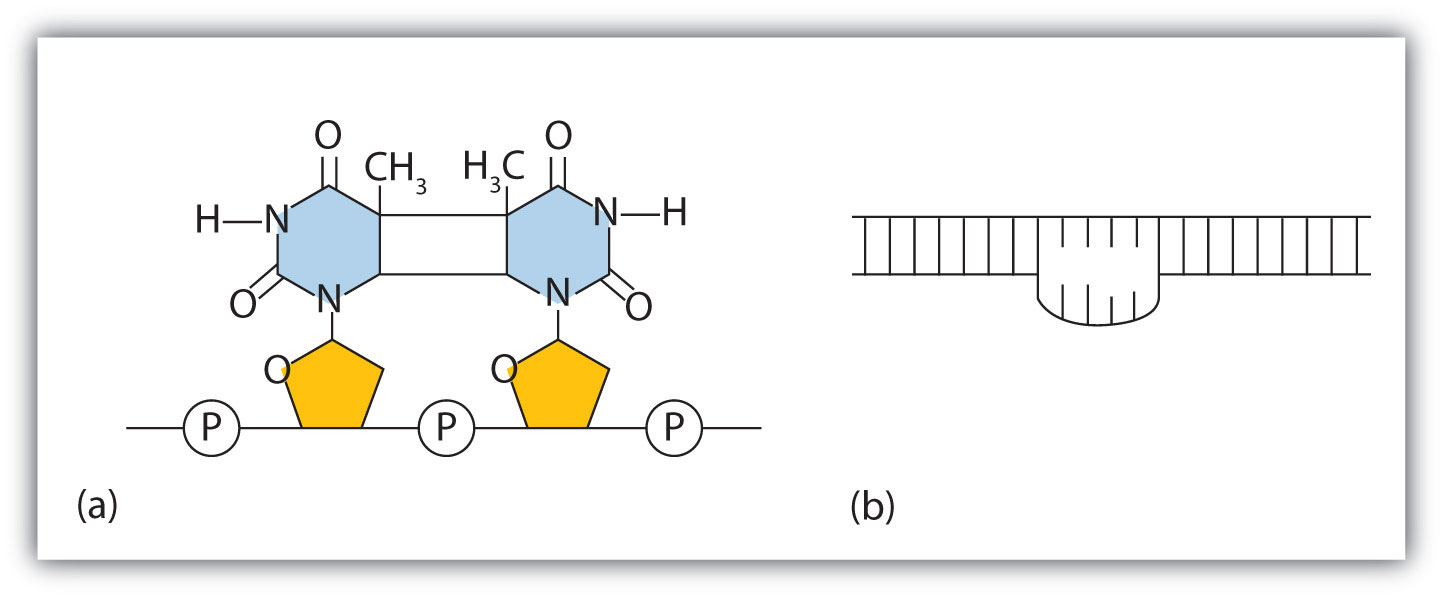 O O
CH3 H3C
H N N H
O N N O
O O
P P P
(a) (b)